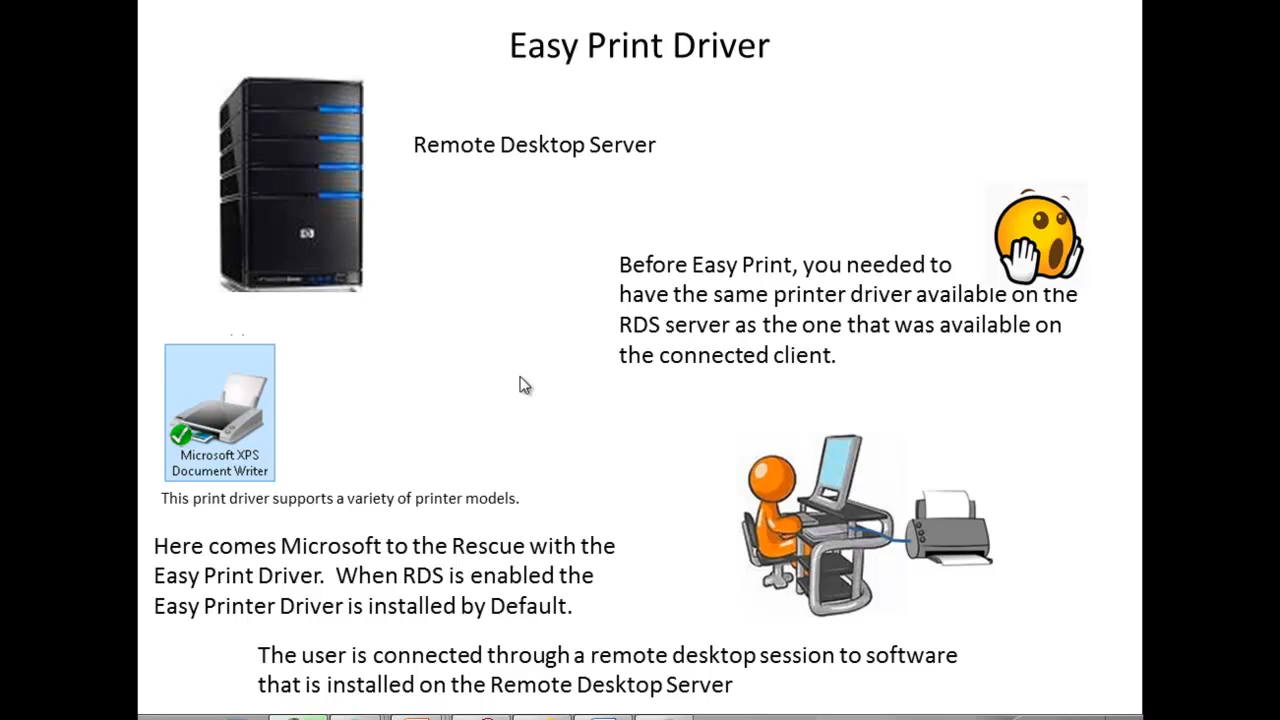 Easy Print Driver
Remote Desktop Server
Before Easy Print, you needed to
have the same printer driver available on the
RDS server as the one that was available on
the connected client.
Microsoft XPS
Document Writer
This print driver supports a variety of printer models.
Here comes Microsoft to the Rescue with the
Easy Print Driver.  When RDS is enabled the
Easy Printer Driver is installed by Default.
The user is connected through a remote desktop session to software
that is installed on the Remote Desktop Server